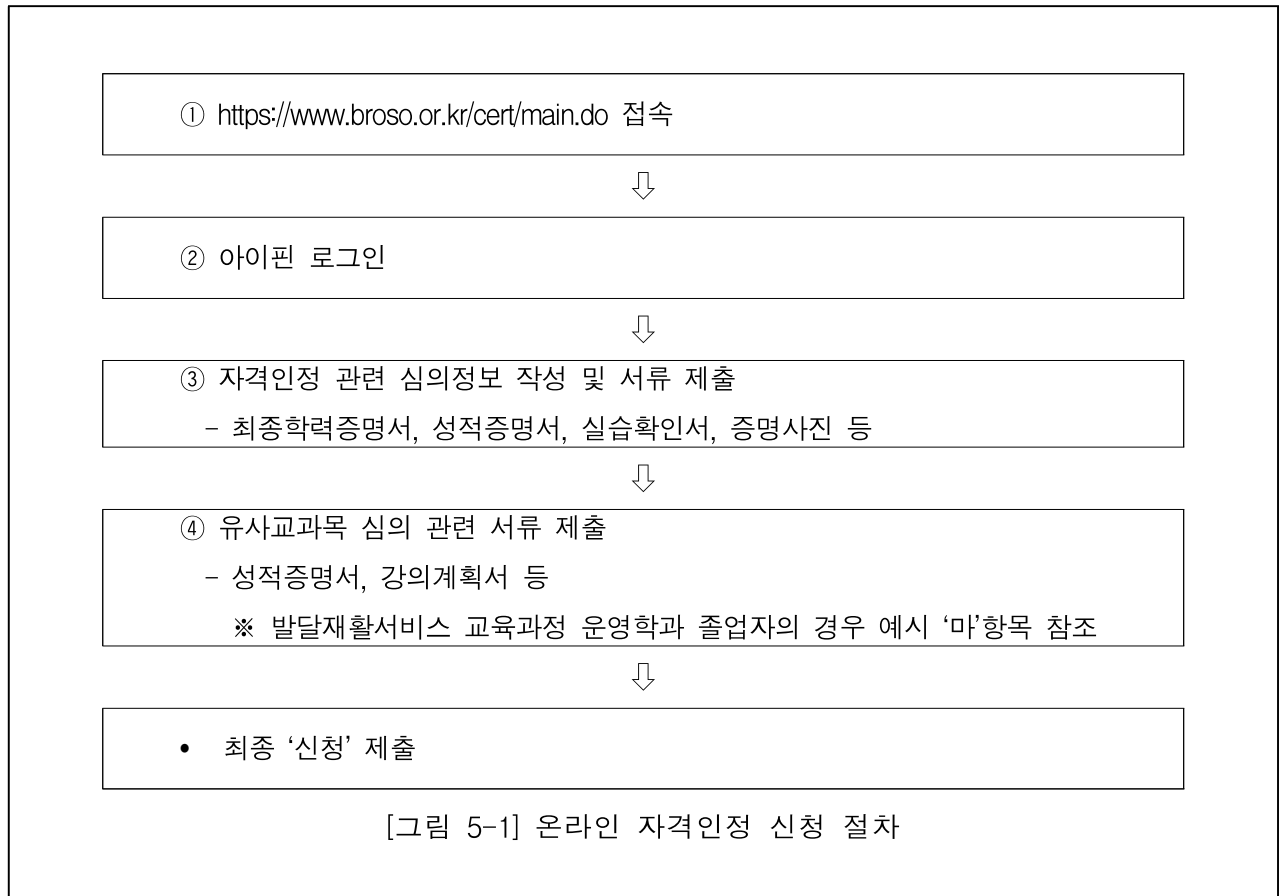 ① https://www.broso.or.kr/cert/main.do 접속
⇩
② 아이핀 로그인
⇩
③ 자격인정 관련 심의정보 작성 및 서류 제출
- 최종학력증명서, 성적증명서, 실습확인서, 증명사진 등
⇩
④ 유사교과목 심의 관련 서류 제출
- 성적증명서, 강의계획서 등
※ 발달재활서비스 교육과정 운영학과 졸업자의 경우 예시 ‘마’항목 참조
⇩
• 최종 ‘신청’ 제출
[그림 5-1] 온라인 자격인정 신청 절차